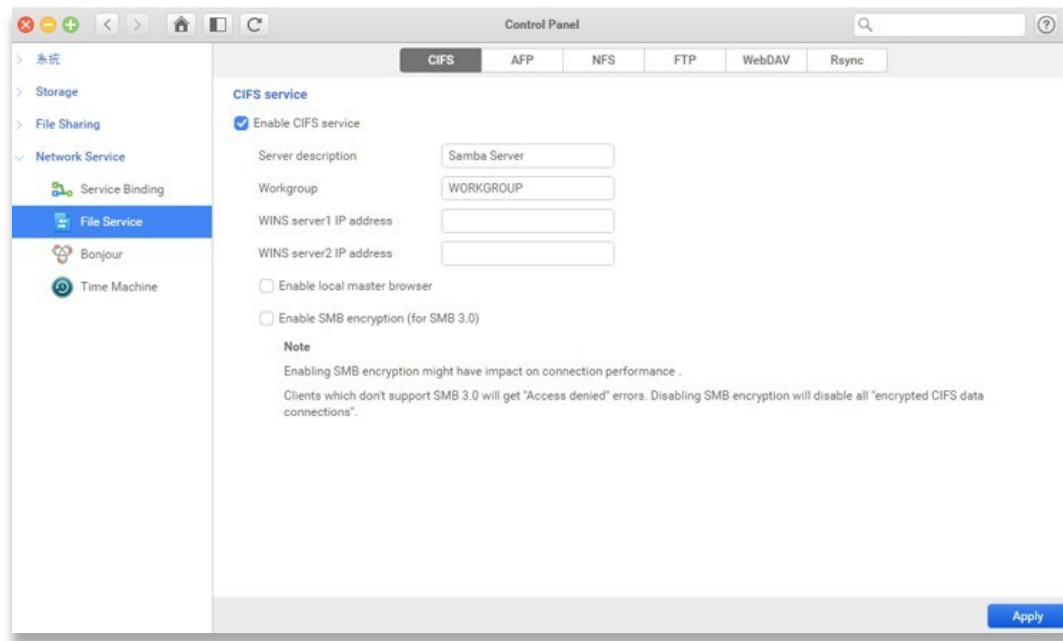 Control Panel
系統
Storage
File Sharing
Network Service
Service Binding
File Service
Bonjour
Time Machine
CIFS AFP NFS FTP WebDAV Rsync
CIFS service
Enable CIFS service
Server description Samba Server
Workgroup WORKGROUP
WINS server1 IP address
WINS server2 IP address
Enable local master browser
Enable SMB encryption (for SMB 3.0)
Note
Enabling SMB encryption might have impact on connection performance .
Clients which don't support SMB 3.0 will get "Access denied" errors. Disabling SMB encryption will disable all "encrypted CIFS data
connections".
Apply